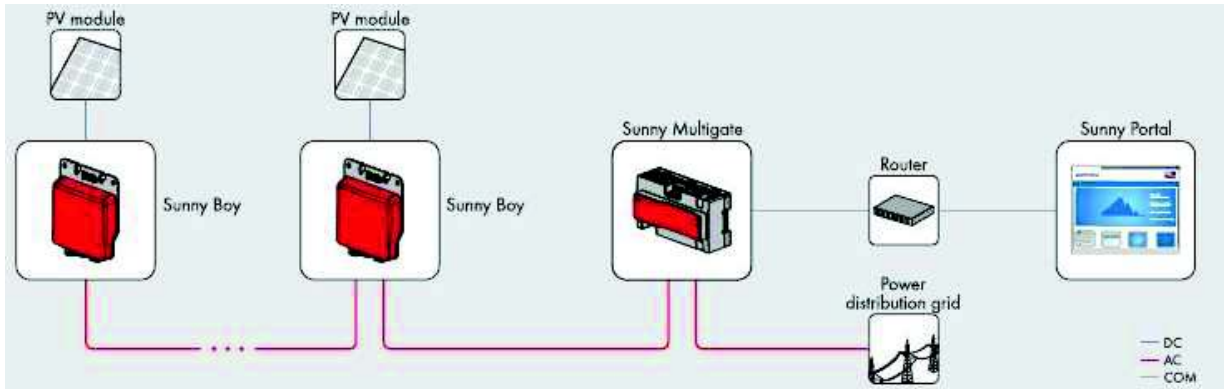 PV module
PV module
Sunny Boy
Sunny Boy
Sunny Multigate
Router
Sunny Portal
Power
distribution grid
DC
AC
COM